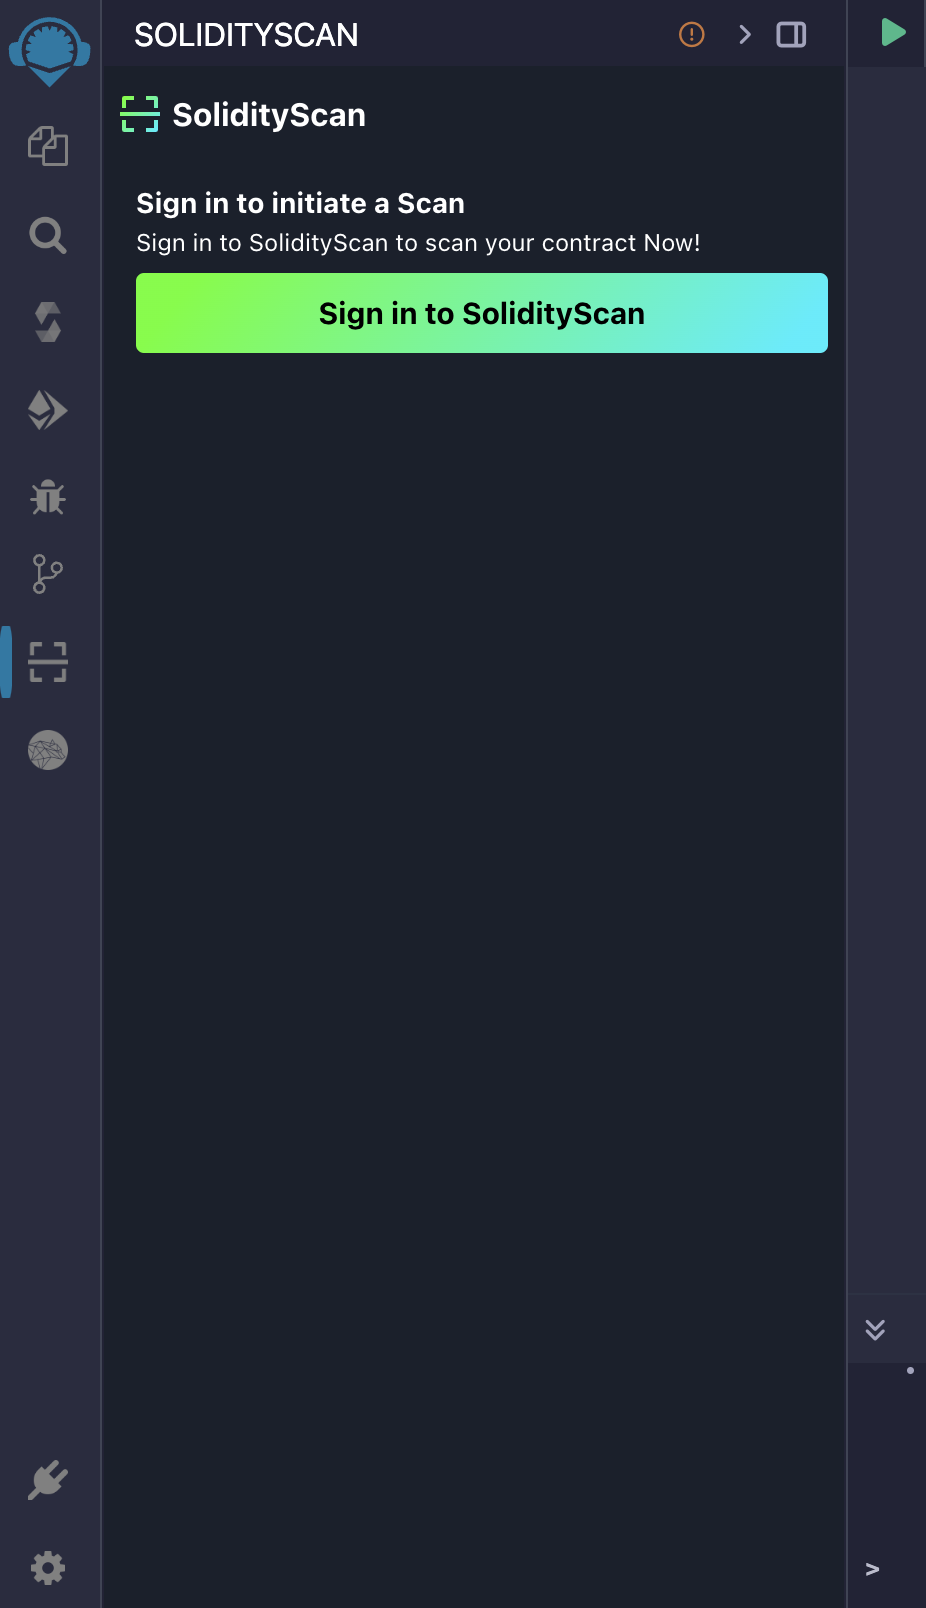 SOLIDITYSCAN
SolidityScan
Sign in to initiate a Scan
Sign in to SolidityScan to scan your contract Now!
Sign in to SolidityScan
>